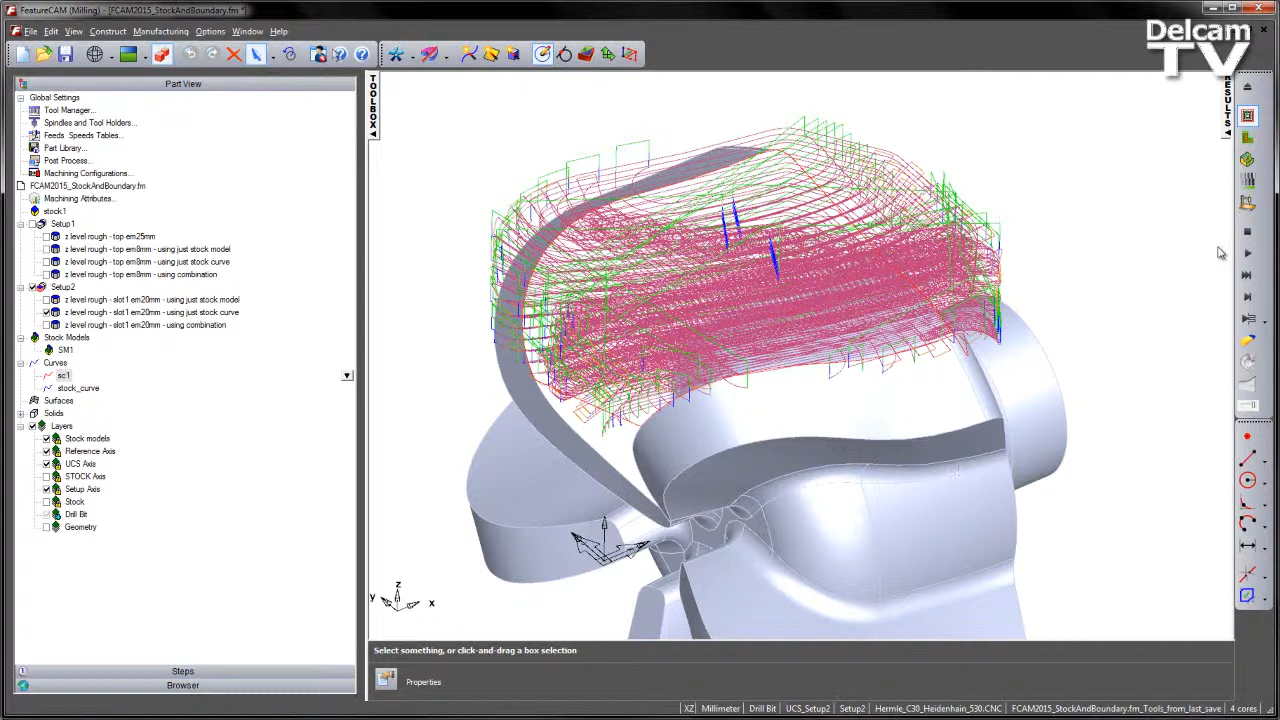 FeatureCAM (Milling) - [FCAM2015_StockAndBoundary.fm *]
Delcam
TV
File Edit View Construct Manufacturing Options Window Help
Part View
Global Settings
Tool Manager...
Spindles and Tool Holders...
Feeds Speeds Tables...
Part Library...
Post Process...
Machining Configurations...
FCAM2015_StockAndBoundary.fm
Machining Attributes...
stock1
Setup1
z level rough - top em25mm
z level rough - top em8mm - using just stock model
z level rough - top em8mm - using just stock curve
z level rough - top em8mm - using combination
Setup2
z level rough - slot1 em20mm - using just stock model
z level rough - slot1 em20mm - using just stock curve
z level rough - slot1 em20mm - using combination
Stock Models
SM1
Curves
sc1
stock_curve
Surfaces
Solids
Layers
Stock models
Reference Axis
UCS Axis
STOCK Axis
Setup Axis
Stock
Drill Bit
Geometry
Steps
Browser
TOOLBOX
RESULTS
z
y
x
Select something, or click-and-drag a box selection
Properties
XZ Millimeter Drill Bit UCS_Setup2 Setup2 Hermle_C30_Heidenhain_530.CNC FCAM2015_StockAndBoundary.fm_Tools_from_last_save 4 cores